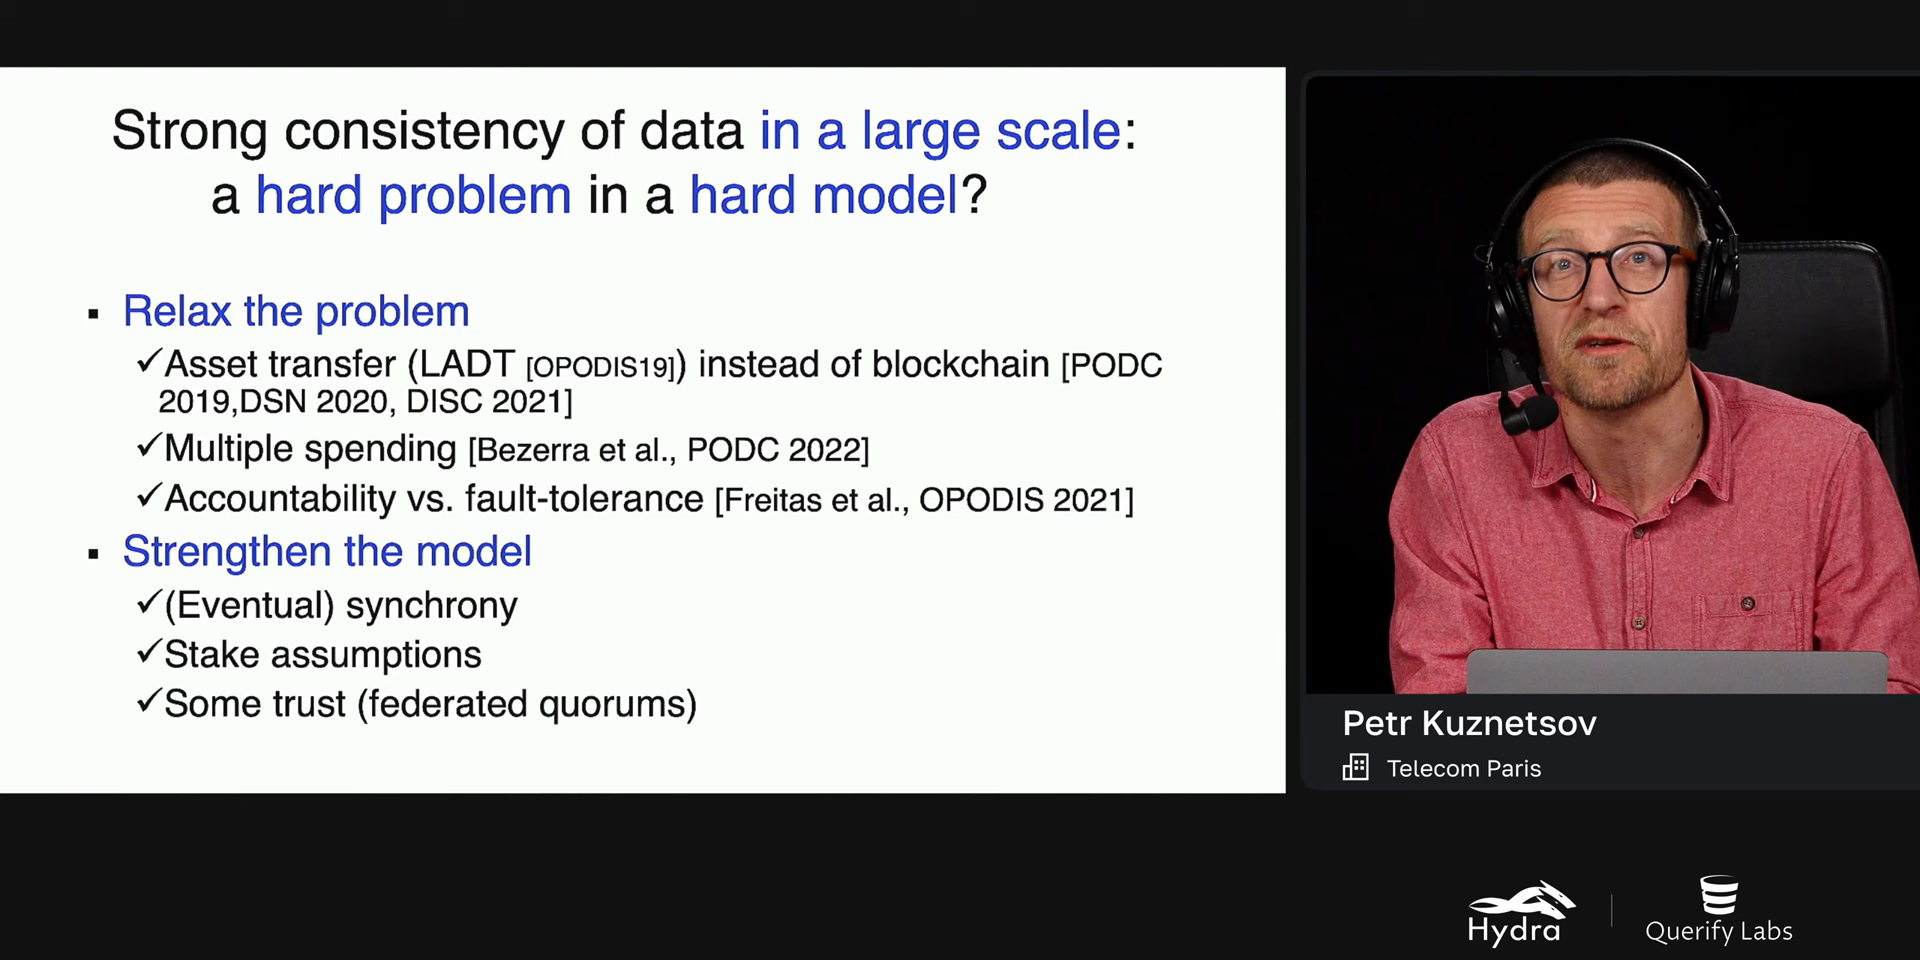 Strong consistency of data in a large scale:
a hard problem in a hard model?
▪ Relax the problem
✓Asset transfer (LADT [OPODIS19]) instead of blockchain [PODC
2019,DSN 2020, DISC 2021]
✓Multiple spending [Bezerra et al., PODC 2022]
✓Accountability vs. fault-tolerance [Freitas et al., OPODIS 2021]
▪ Strengthen the model
✓(Eventual) synchrony
✓Stake assumptions
✓Some trust (federated quorums)
Petr Kuznetsov
Telecom Paris
Hydra
Querify Labs